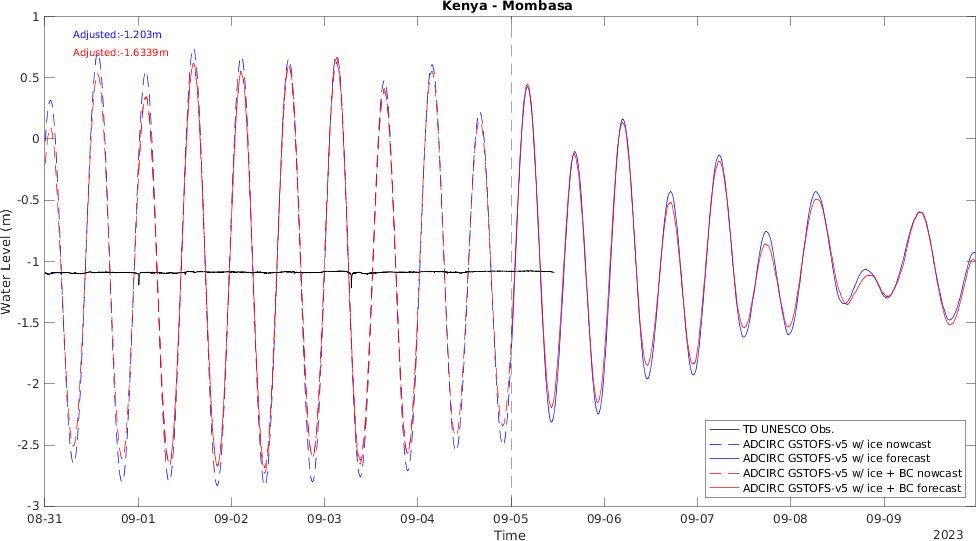 Kenya - Mombasa
Adjusted:-1.203m
Adjusted:-1.6339m
1
0.5
0
-0.5
-1
-1.5
-2
-2.5
-3
Water Level (m)
TD UNESCO Obs.
ADCIRC GSTOFS-v5 w/ ice nowcast
ADCIRC GSTOFS-v5 w/ ice forecast
ADCIRC GSTOFS-v5 w/ ice + BC nowcast
ADCIRC GSTOFS-v5 w/ ice + BC forecast
08-31 09-01 09-02 09-03 09-04 09-05 09-06 09-07 09-08 09-09
Time
2023